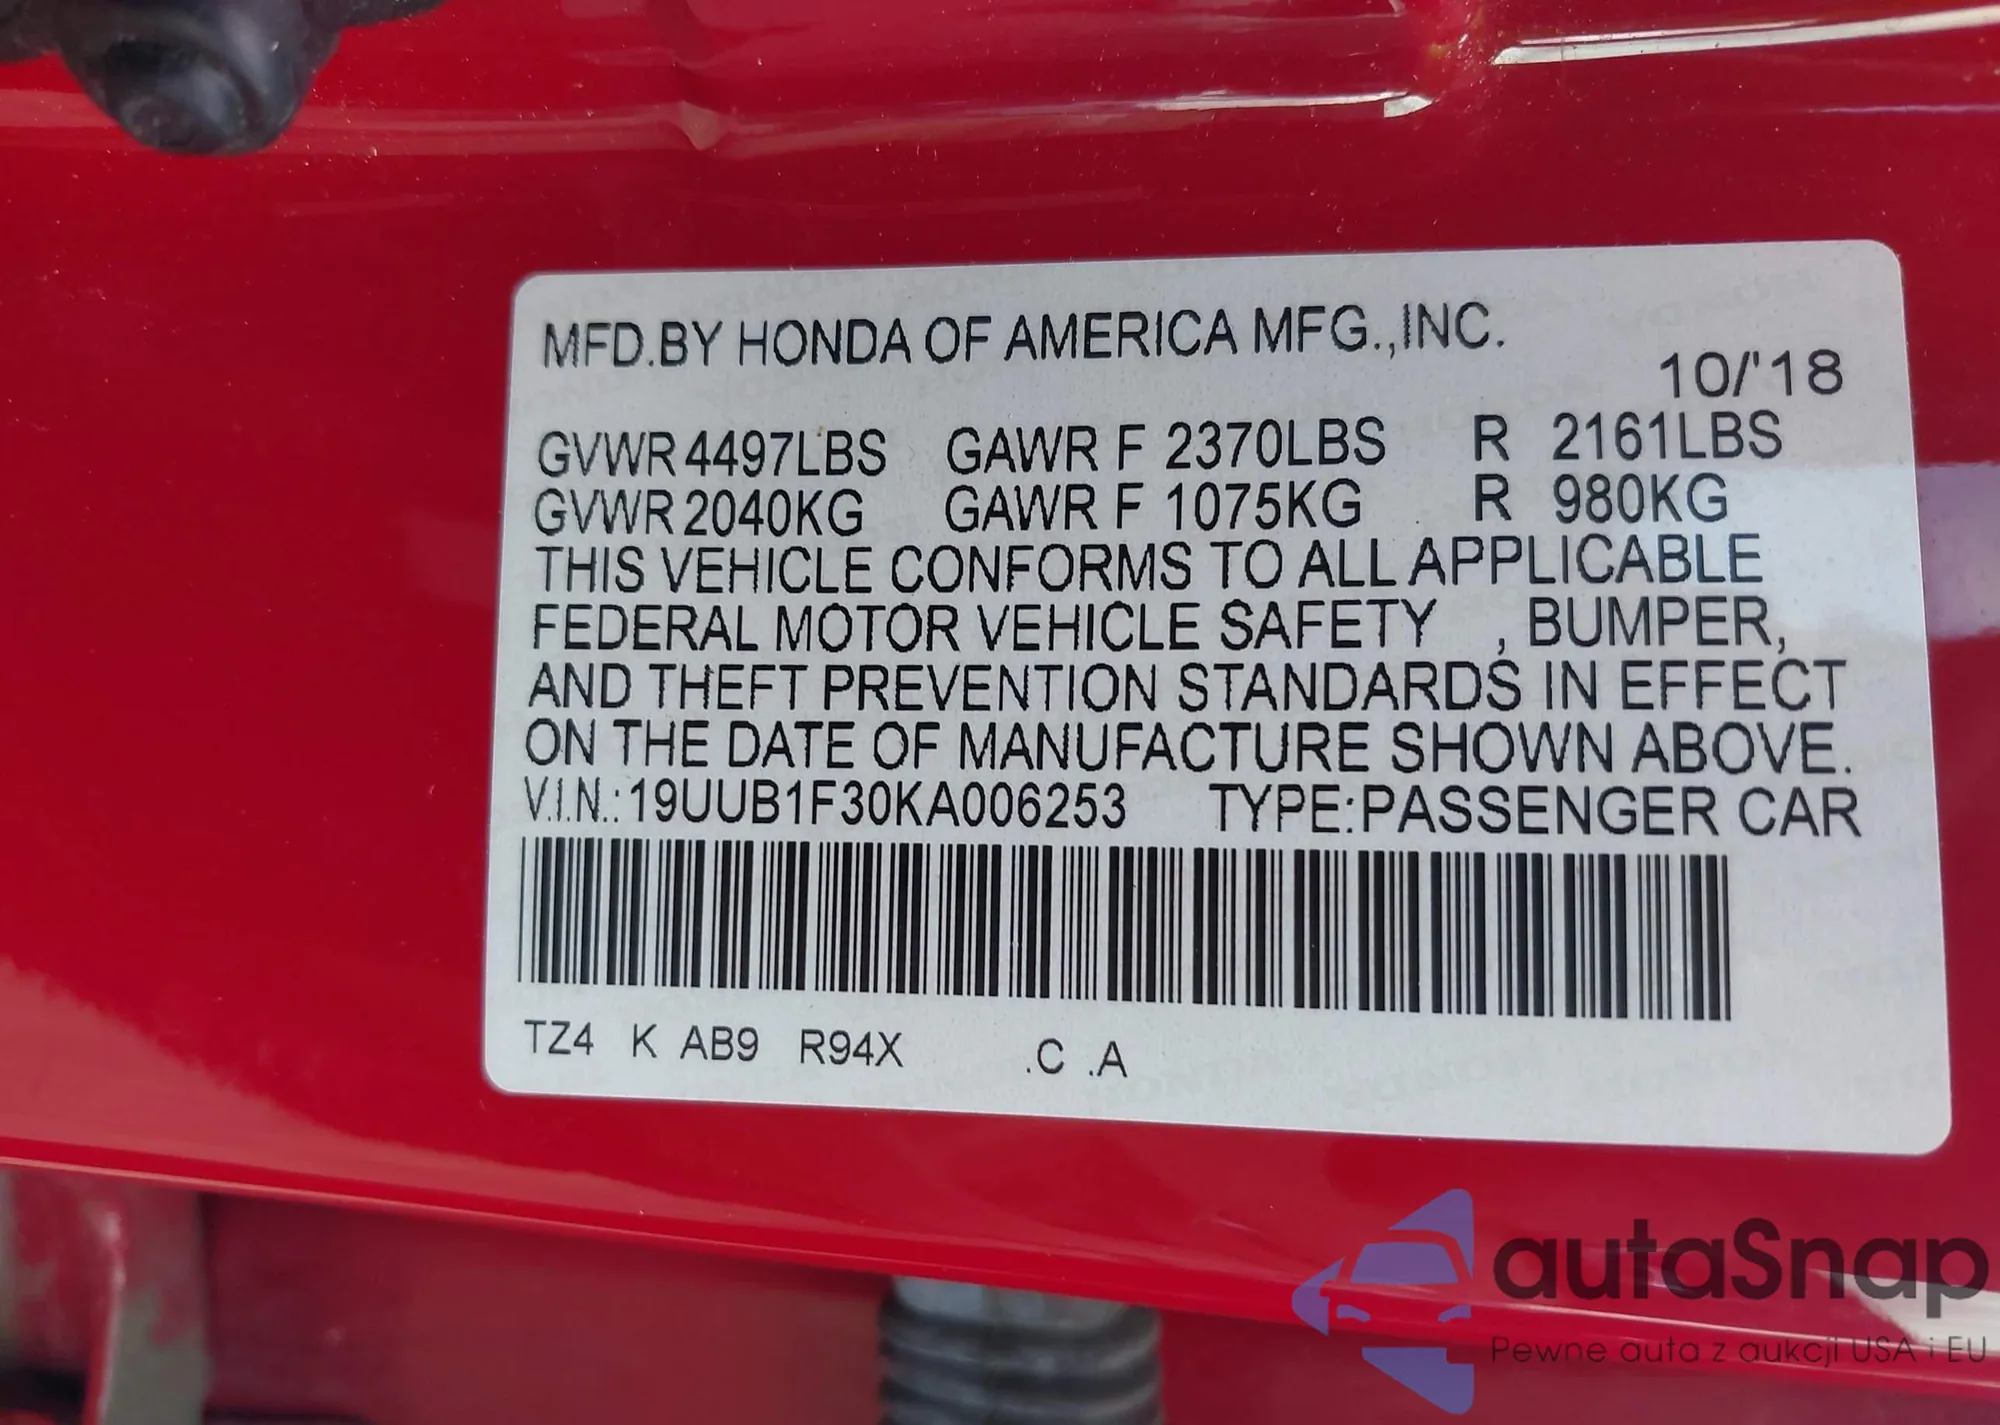 MFD.BY HONDA OF AMERICA MFG.,INC.
10/'18
GVWR 4497LBS GAWR F 2370LBS R 2161LBS
GVWR 2040KG GAWR F 1075KG R 980KG
THIS VEHICLE CONFORMS TO ALL APPLICABLE
FEDERAL MOTOR VEHICLE SAFETY , BUMPER,
AND THEFT PREVENTION STANDARDS IN EFFECT
ON THE DATE OF MANUFACTURE SHOWN ABOVE.
V.I.N.: 19UUB1F30KA006253 TYPE:PASSENGER CAR
TZ4 K AB9 R94X .C .A
autaSnap
Pewne auta z aukcji USA i EU